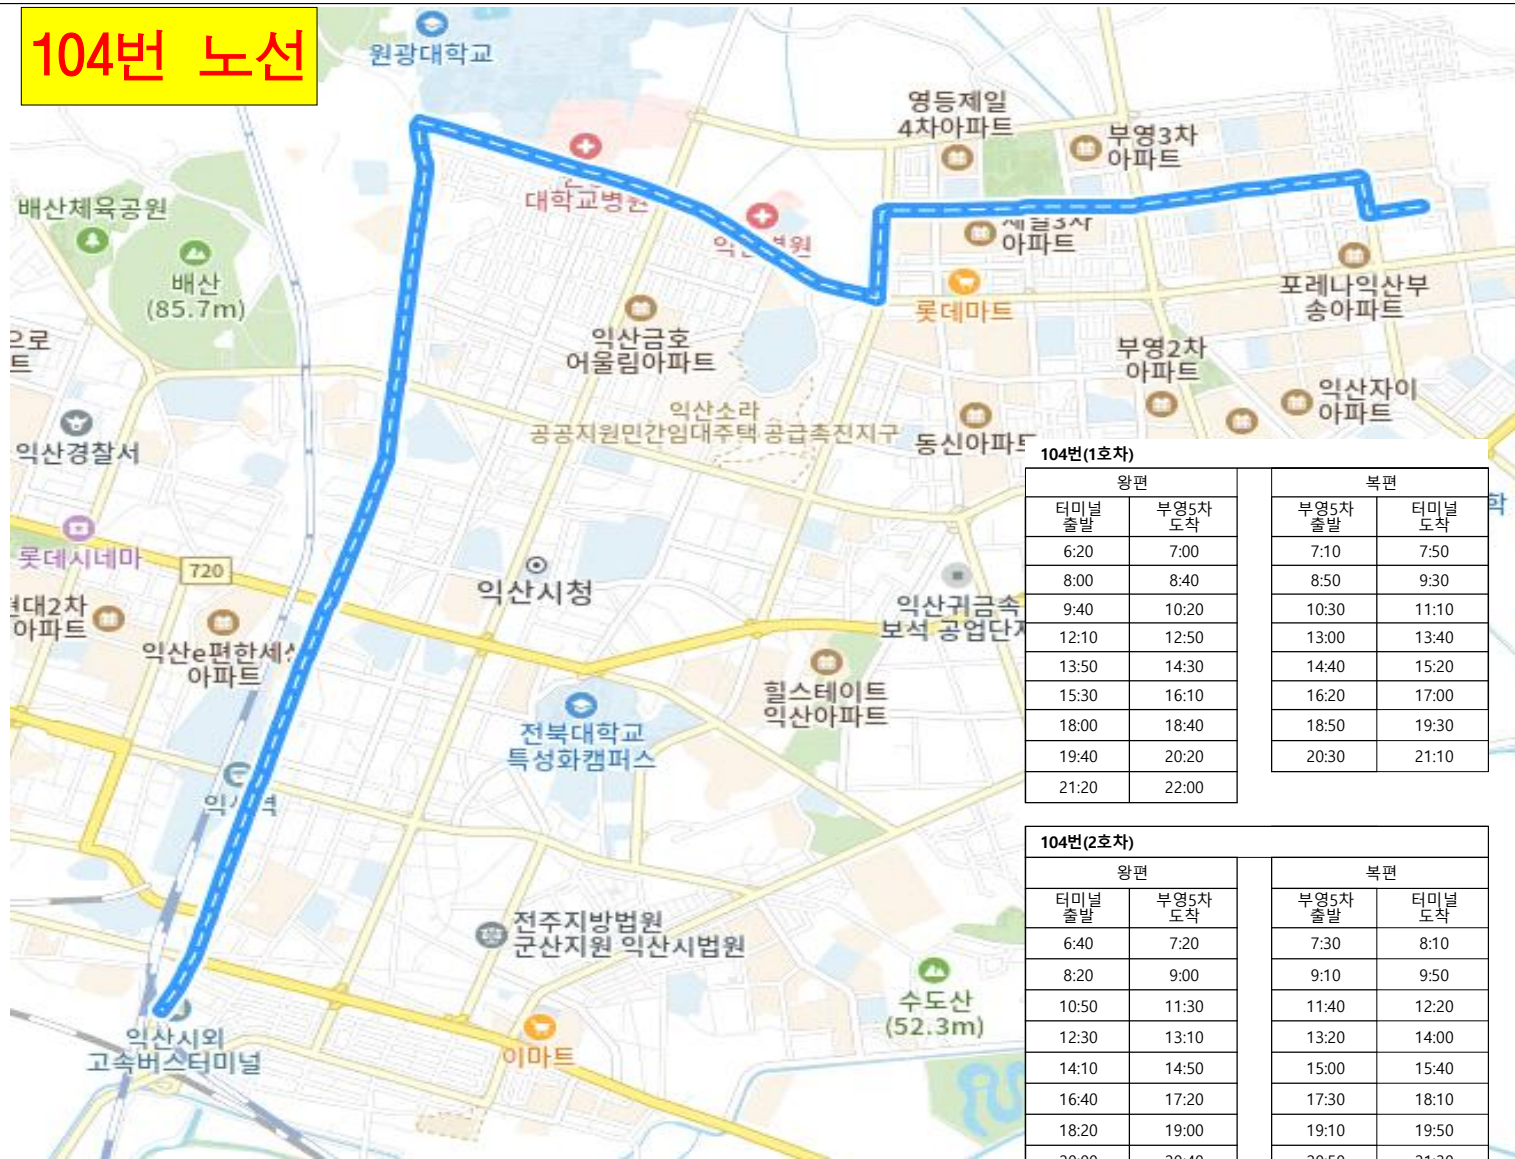 104번 노선
원광대학교
영등제일
4차아파트
부영3차
아파트
대학교병원
배산체육공원
배산
(85.7m)
아파트
롯데마트
포레나익산부
송아파트
익산금호
어울림아파트
부영2차
아파트
익산자이
아파트
익산소라
공공지원민간임대주택 공급촉진지구
동신아파트
익산경찰서
롯데시네마
720
익산시청
익산귀금속
보석 공업단지
현대2차
아파트
익산e편한세상
아파트
힐스테이트
익산아파트
전북대학교
특성화캠퍼스
전주지방법원
군산지원 익산시법원
수도산
(52.3m)
익산시외
고속버스터미널
이마트
104번(1호차)
왕편 복편
터미널 부영5차 부영5차 터미널
출발 도착 출발 도착
6:20 7:00 7:10 7:50
8:00 8:40 8:50 9:30
9:40 10:20 10:30 11:10
12:10 12:50 13:00 13:40
13:50 14:30 14:40 15:20
15:30 16:10 16:20 17:00
18:00 18:40 18:50 19:30
19:40 20:20 20:30 21:10
21:20 22:00
104번(2호차)
왕편 복편
터미널 부영5차 부영5차 터미널
출발 도착 출발 도착
6:40 7:20 7:30 8:10
8:20 9:00 9:10 9:50
10:50 11:30 11:40 12:20
12:30 13:10 13:20 14:00
14:10 14:50 15:00 15:40
16:40 17:20 17:30 18:10
18:20 19:00 19:10 19:50